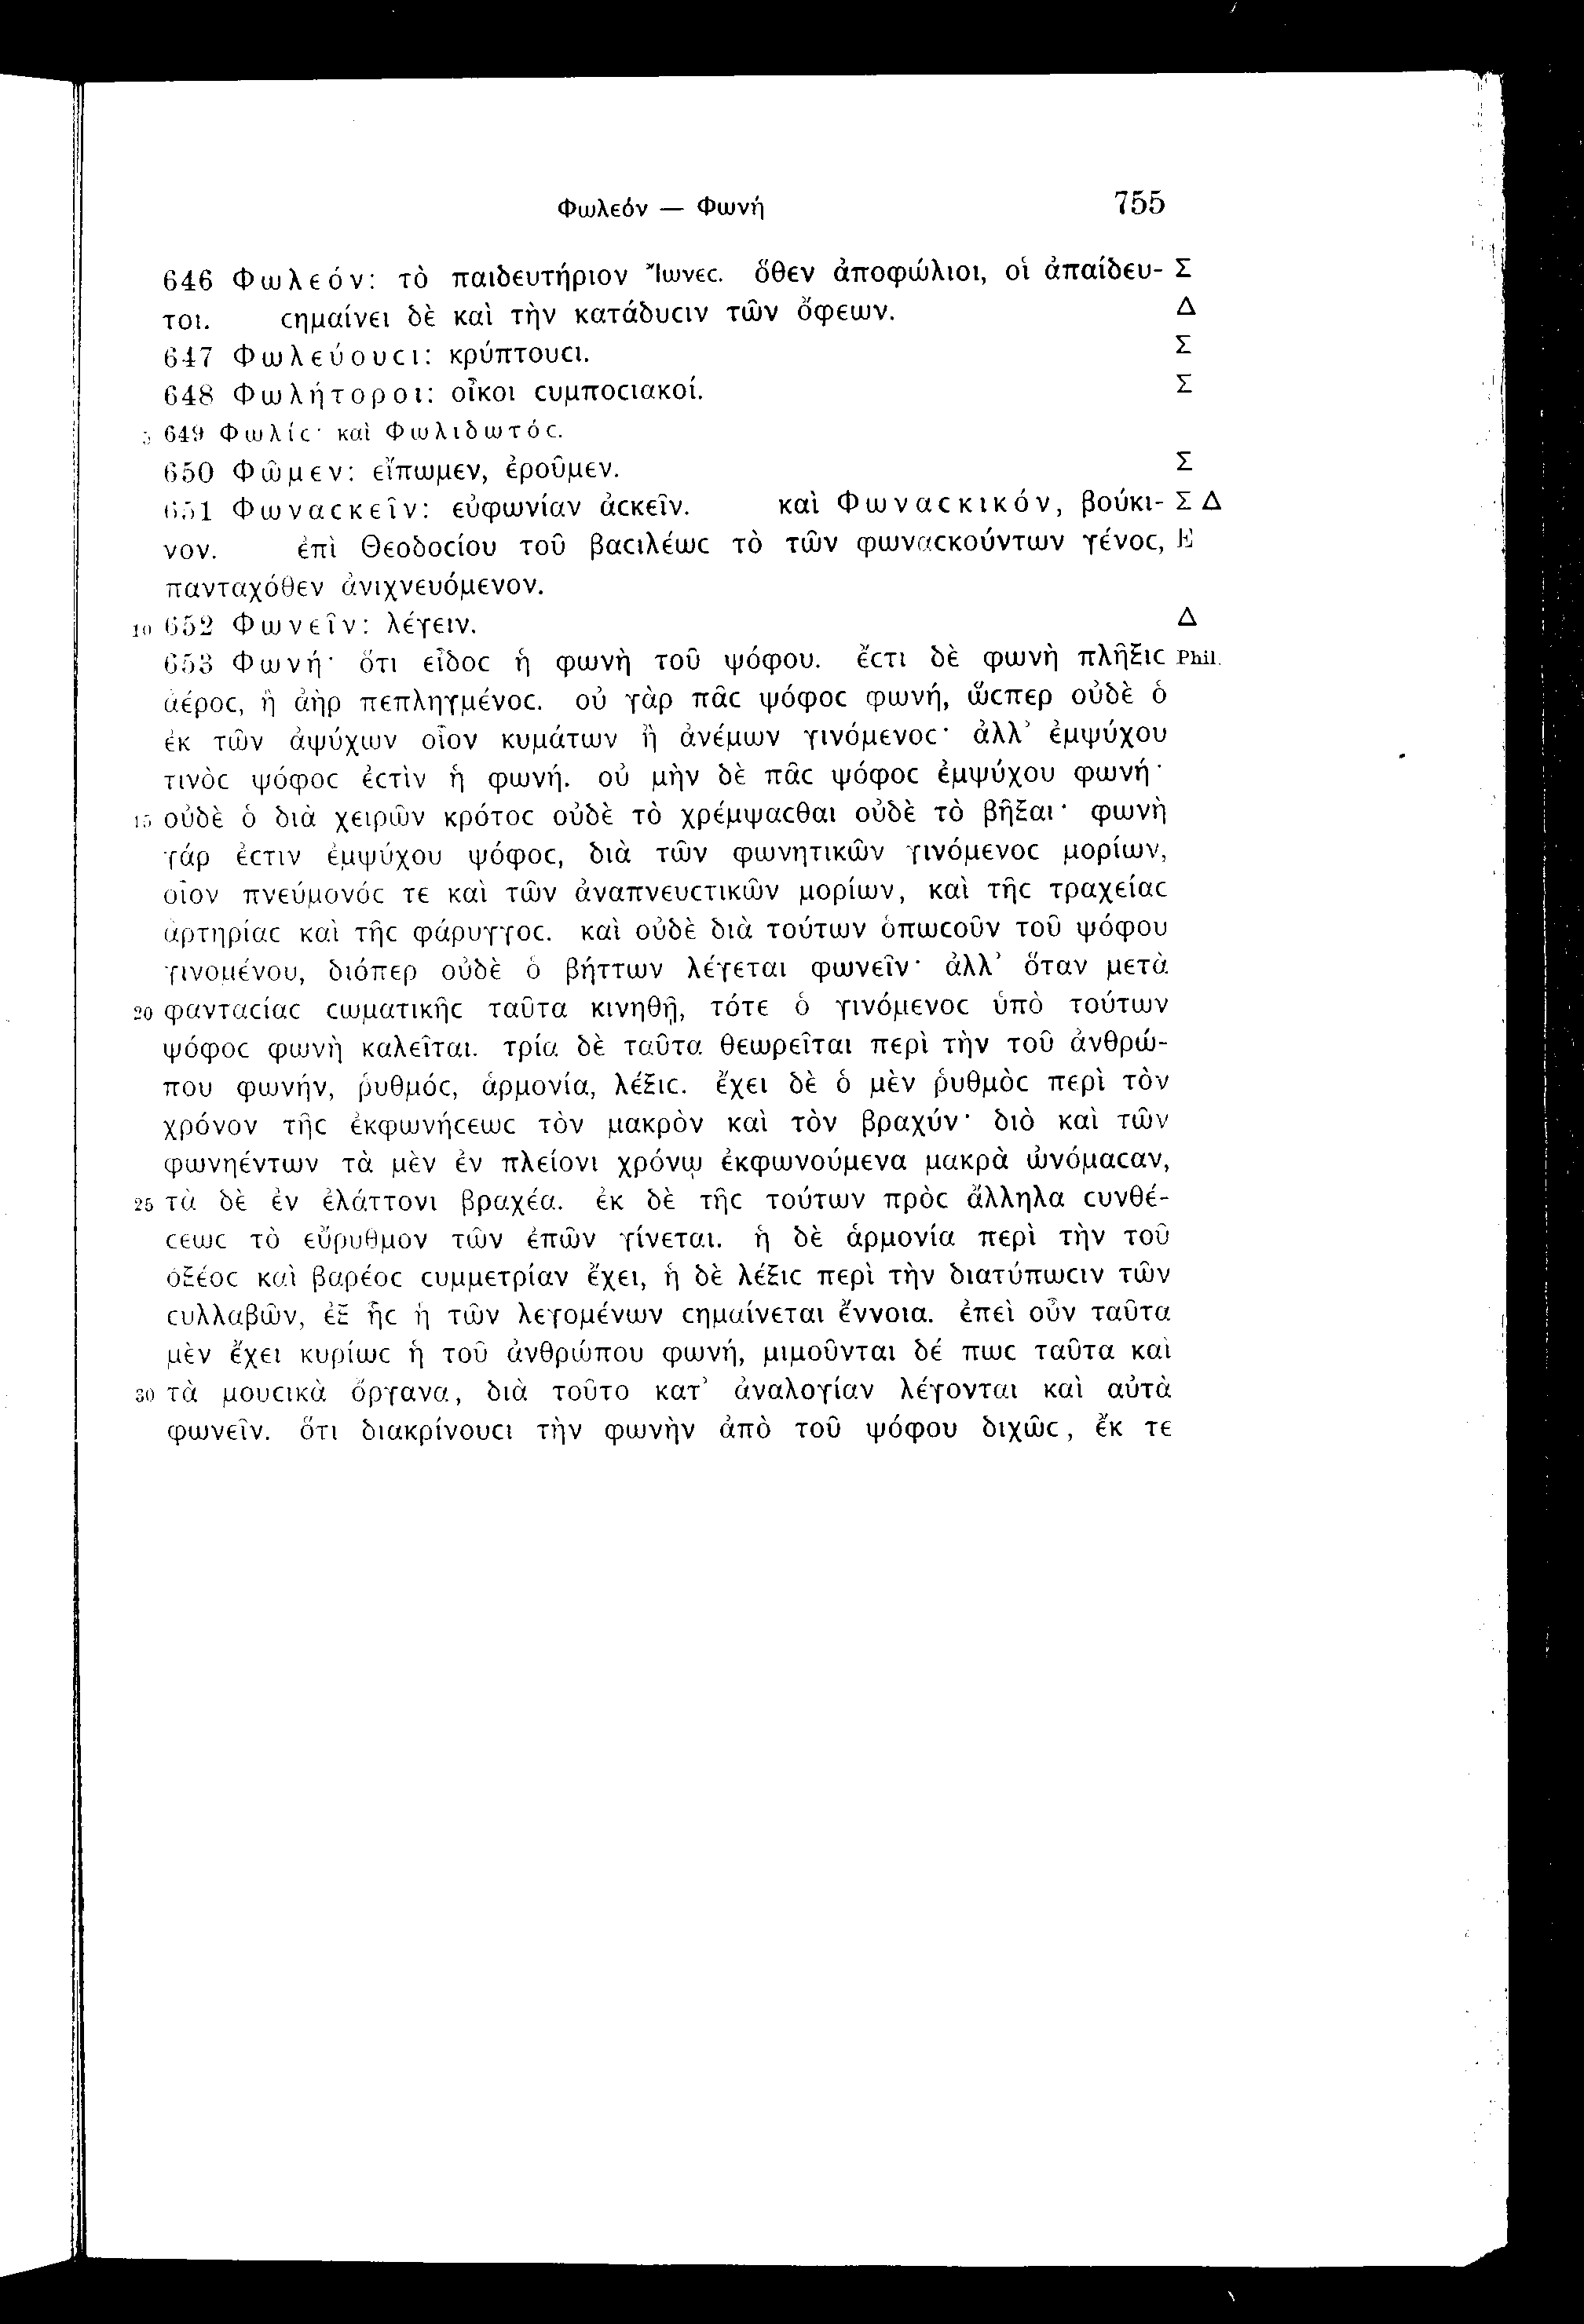 Φωλεόν — Φωνή 755
646 Φωλεόν: τὸ παιδευτήριον Ἴωνεϲ. ὅθεν ἀποφώλιοι, οἱ ἀπαίδευ- Σ
τοι. ϲημαίνει δὲ καὶ τὴν κατάδυϲιν τῶν ὄφεων. Δ
647 Φωλεύουϲι: κρύπτουϲι. Σ
648 Φωλήτοροι: οἶκοι ϲυμποϲιακοί. Σ
5 649 Φωλίϲ· καὶ Φωλιδωτόϲ.
650 Φῶμεν: εἴπωμεν, ἐροῦμεν. Σ
651 Φωναϲκεῖν: εὐφωνίαν ἀϲκεῖν. καὶ Φωναϲκικόν, βούκι- Σ Δ
νον. ἐπὶ Θεοδοϲίου τοῦ βαϲιλέωϲ τὸ τῶν φωναϲκούντων γένοϲ, E
πανταχόθεν ἀνιχνευόμενον.
10 652 Φωνεῖν: λέγειν. Δ
653 Φωνή· ὅτι εἶδοϲ ἡ φωνὴ τοῦ ψόφου. ἔϲτι δὲ φωνὴ πλῆξιϲ Phil.
ἀέροϲ, ἢ ἀὴρ πεπληγμένοϲ. οὐ γὰρ πᾶϲ ψόφοϲ φωνή, ὥϲπερ οὐδὲ ὁ
ἐκ τῶν ἀψύχων οἷον κυμάτων ἢ ἀνέμων γινόμενοϲ· ἀλλ’ ἐμψύχου
τινὸϲ ψόφοϲ ἐϲτὶν ἡ φωνή. οὐ μὴν δὲ πᾶϲ ψόφοϲ ἐμψύχου φωνή·
15 οὐδὲ ὁ διὰ χειρῶν κρότοϲ οὐδὲ τὸ χρέμψαϲθαι οὐδὲ τὸ βῆξαι· φωνὴ
γάρ ἐϲτιν ἐμψύχου ψόφοϲ, διὰ τῶν φωνητικῶν γινόμενοϲ μορίων,
οἷον πνεύμονόϲ τε καὶ τῶν ἀναπνευϲτικῶν μορίων, καὶ τῆϲ τραχείαϲ
ἀρτηρίαϲ καὶ τῆϲ φάρυγγοϲ. καὶ οὐδὲ διὰ τούτων ὁπωϲοῦν τοῦ ψόφου
γινομένου, διόπερ οὐδὲ ὁ βήττων λέγεται φωνεῖν· ἀλλ’ ὅταν μετὰ
20 φανταϲίαϲ ϲωματικῆϲ ταῦτα κινηθῇ, τότε ὁ γινόμενοϲ ὑπὸ τούτων
ψόφοϲ φωνὴ καλεῖται. τρία δὲ ταῦτα θεωρεῖται περὶ τὴν τοῦ ἀνθρώ-
που φωνήν, ῥυθμόϲ, ἁρμονία, λέξιϲ. ἔχει δὲ ὁ μὲν ῥυθμὸϲ περὶ τὸν
χρόνον τῆϲ ἐκφωνήϲεωϲ τὸν μακρὸν καὶ τὸν βραχύν· διὸ καὶ τῶν
φωνηέντων τὰ μὲν ἐν πλείονι χρόνῳ ἐκφωνούμενα μακρὰ ὠνόμαϲαν,
25 τὰ δὲ ἐν ἐλάττονι βραχέα. ἐκ δὲ τῆϲ τούτων πρὸϲ ἄλληλα ϲυνθέ-
ϲεωϲ τὸ εὔρυθμον τῶν ἐπῶν γίνεται. ἡ δὲ ἁρμονία περὶ τὴν τοῦ
ὀξέοϲ καὶ βαρέοϲ ϲυμμετρίαν ἔχει, ἡ δὲ λέξιϲ περὶ τὴν διατύπωϲιν τῶν
ϲυλλαβῶν, ἐξ ἧϲ ἡ τῶν λεγομένων ϲημαίνεται ἔννοια. ἐπεὶ οὖν ταῦτα
μὲν ἔχει κυρίωϲ ἡ τοῦ ἀνθρώπου φωνή, μιμοῦνται δέ πωϲ ταῦτα καὶ
30 τὰ μουϲικὰ ὄργανα, διὰ τοῦτο κατ’ ἀναλογίαν λέγονται καὶ αὐτὰ
φωνεῖν. ὅτι διακρίνουϲι τὴν φωνὴν ἀπὸ τοῦ ψόφου διχῶϲ, ἔκ τε